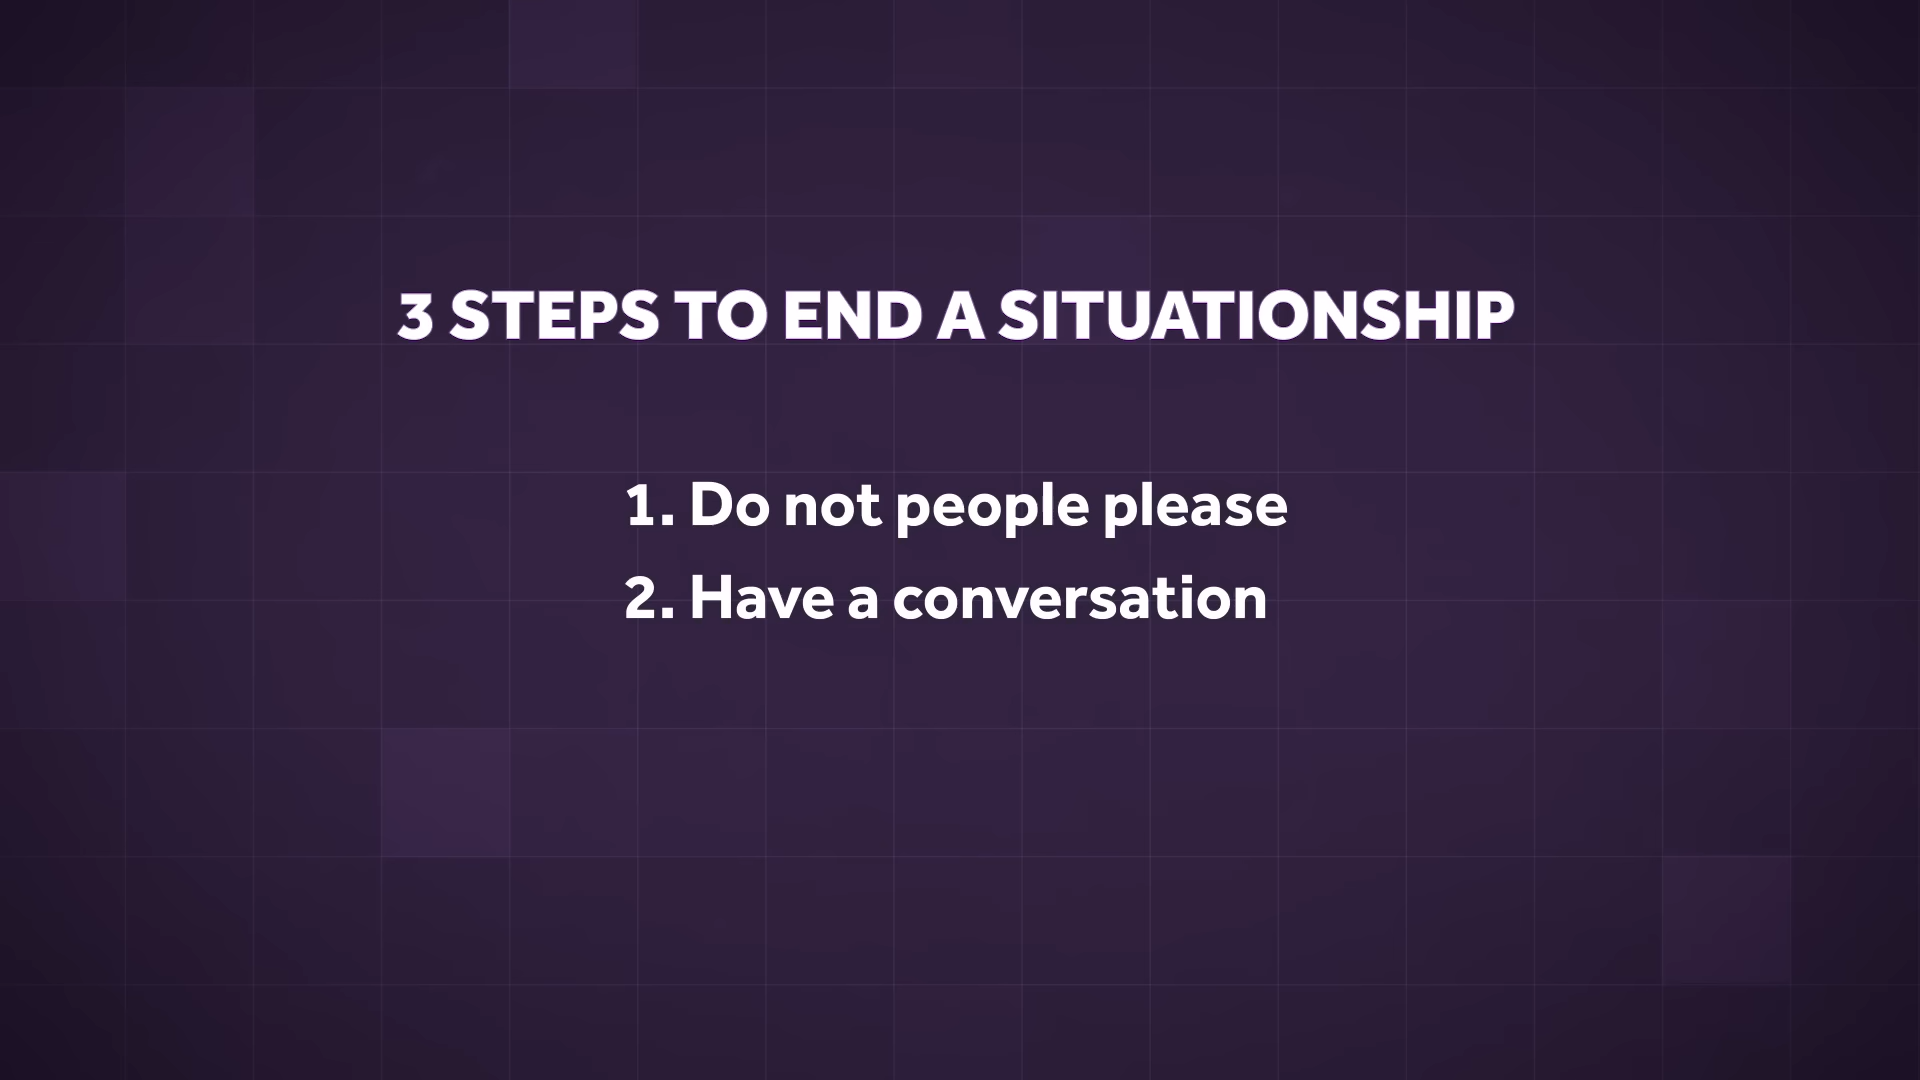 3 STEPS TO END A SITUATIONSHIP
1. Do not people please
2. Have a conversation